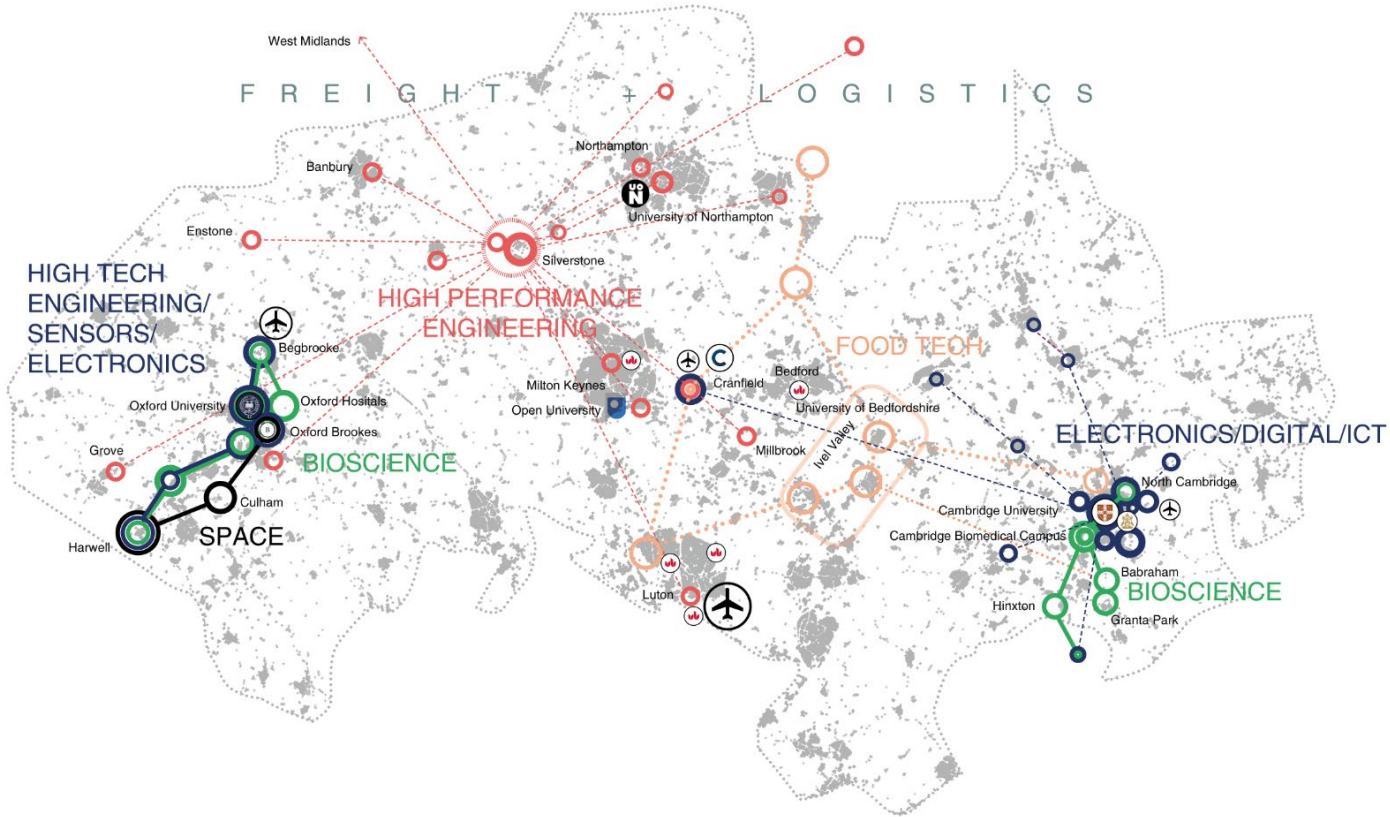 West Midlands
FREIGHT + LOGISTICS
Northampton
Banbury
UON
University of Northampton
Enstone
Silverstone
HIGH TECH
ENGINEERING/
SENSORS/
ELECTRONICS
HIGH PERFORMANCE
ENGINEERING
Begbrooke
FOOD TECH
Milton Keynes
C
Cranfield
Bedford
Oxford University
Oxford Hositals
Open University
University of Bedfordshire
B
Oxford Brookes
Ivel Valley
ELECTRONICS/DIGITAL/ICT
Grove
BIOSCIENCE
Millbrook
North Cambridge
Culham
Cambridge University
SPACE
Harwell
Cambridge Biomedical Campus
Babraham
Luton
BIOSCIENCE
Hinxton
Granta Park